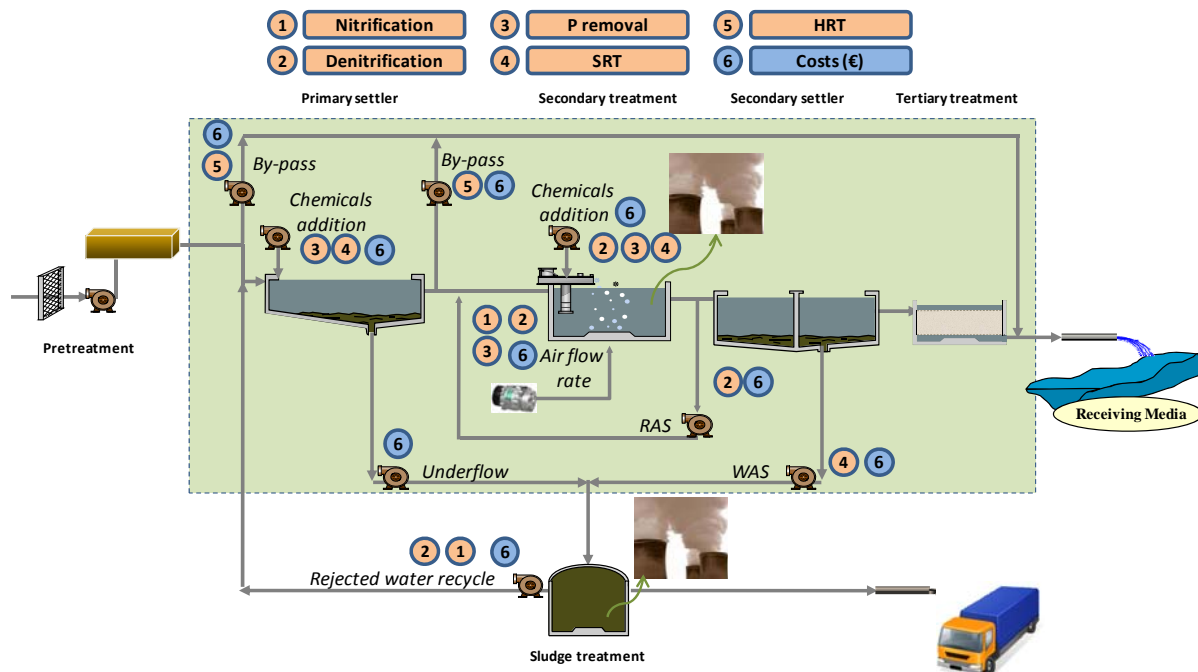 1 Nitrification
3 P removal
5 HRT
2 Denitrification
4 SRT
6 Costs (€)
Primary settler
Secondary treatment
Secondary settler
Tertiary treatment
6
5
By-pass
By-pass
5 6
Chemicals
addition
3 4 6
Chemicals
addition
6
2 3 4
Pretreatment
1 2
3 6
Air flow
rate
2 6
RAS
Receiving Media
6
Underflow
WAS
4 6
2 1 6
Rejected water recycle
Sludge treatment